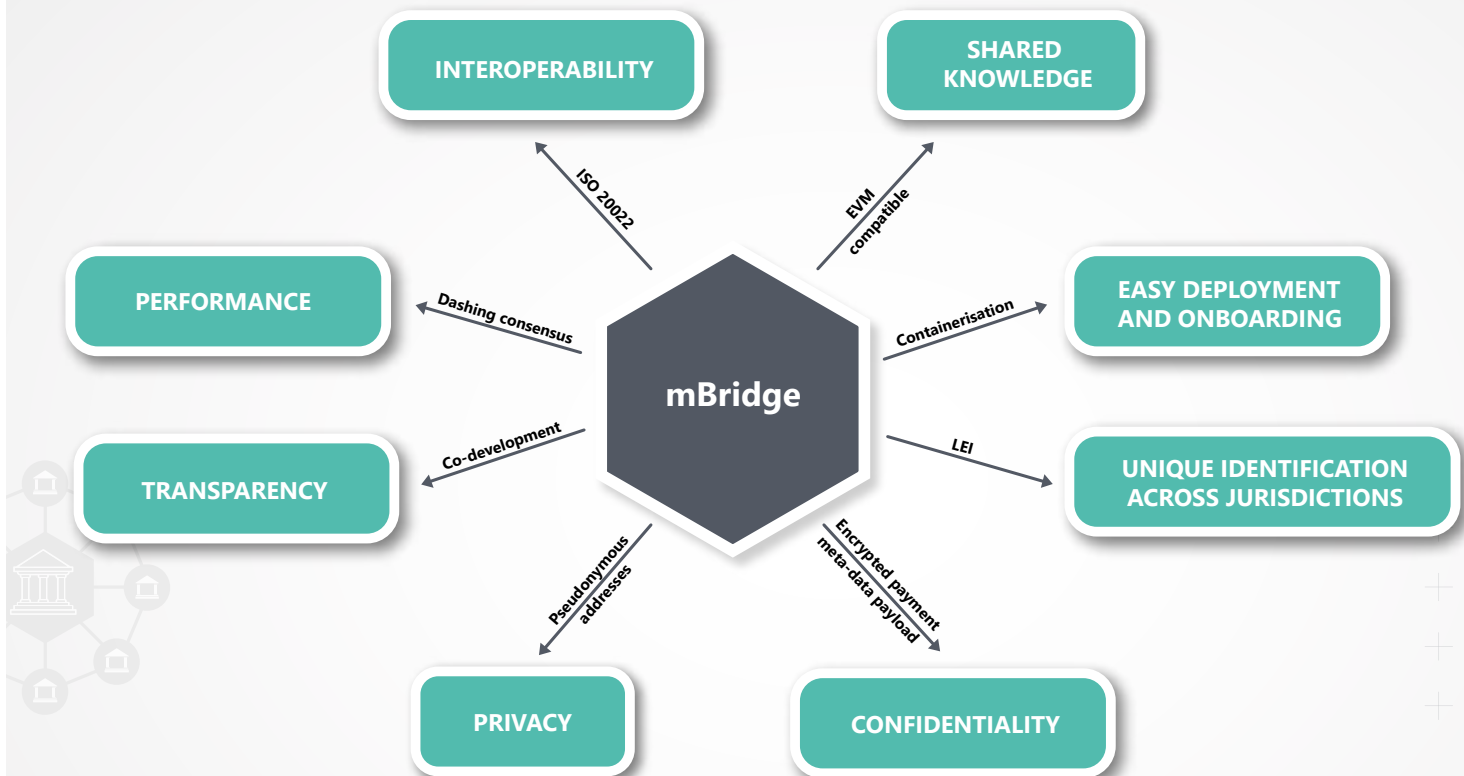 INTEROPERABILITY
SHARED
KNOWLEDGE
ISO 20022
EVM
compatible
PERFORMANCE
Dashing consensus
Containerisation
EASY DEPLOYMENT
AND ONBOARDING
mBridge
TRANSPARENCY
Co-development
LEI
UNIQUE IDENTIFICATION
ACROSS JURISDICTIONS
Pseudonymous
addresses
Encrypted payment
meta-data payload
PRIVACY
CONFIDENTIALITY